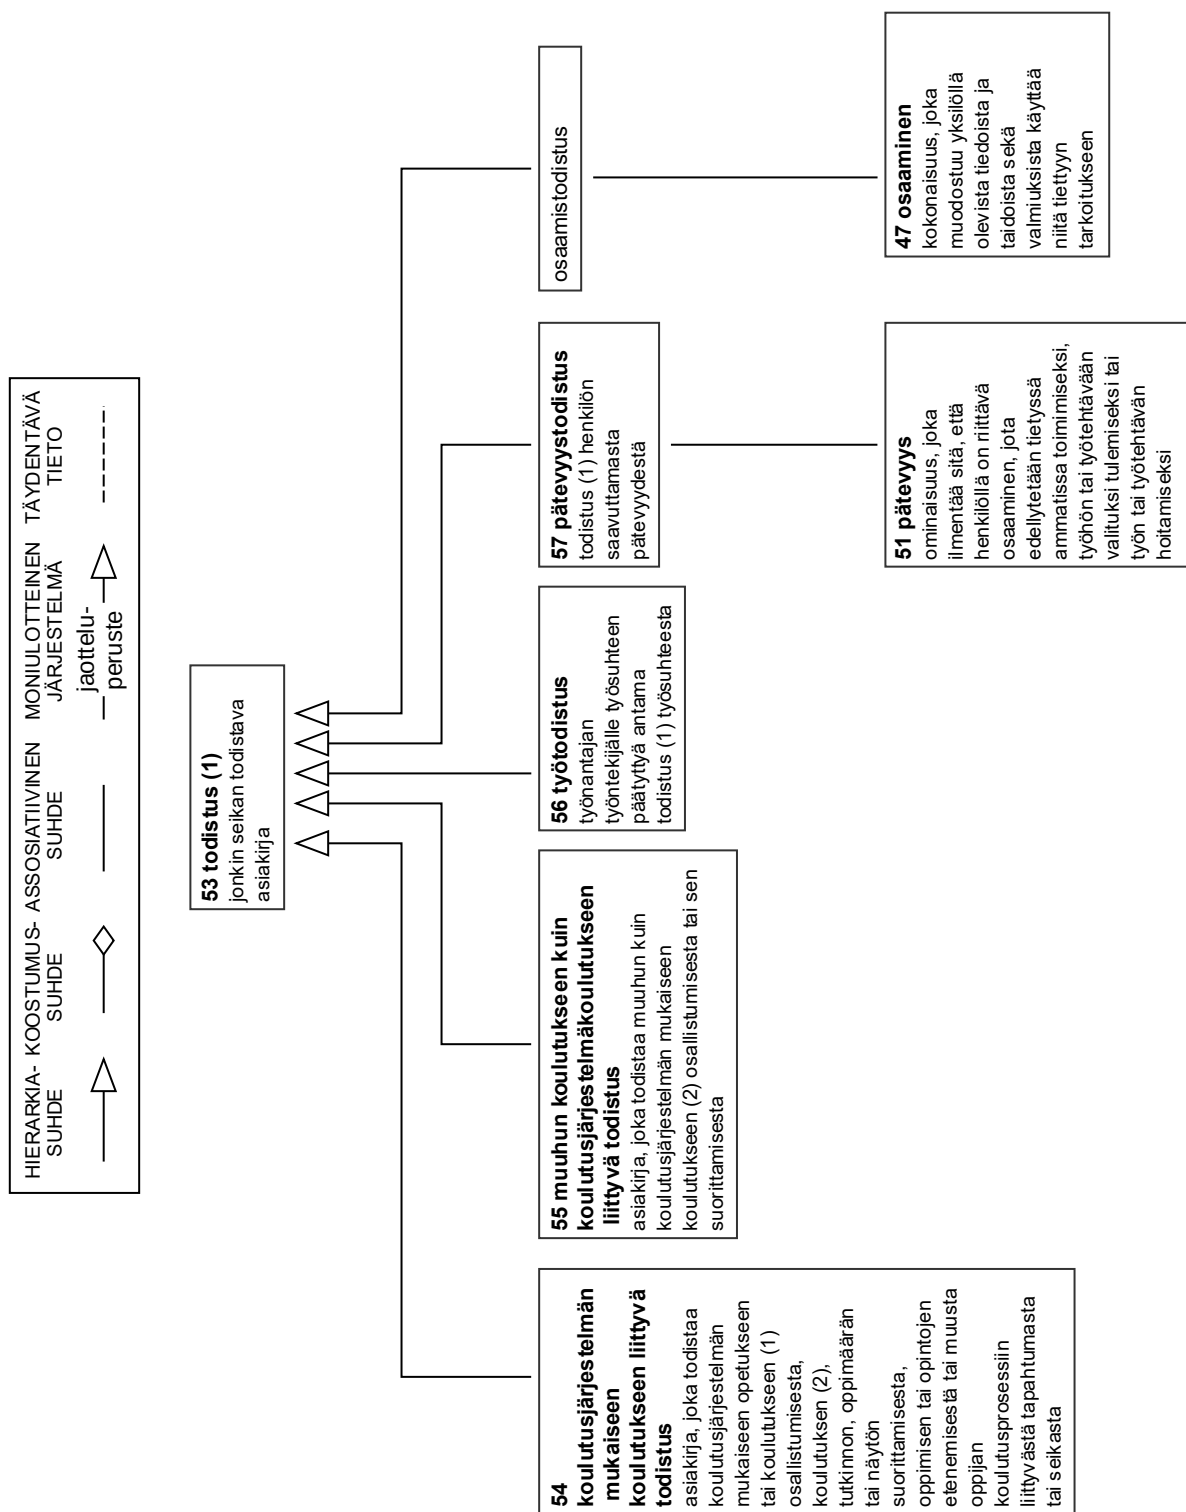 HIERARKIA- KOOSTUMUS- ASSOSIATIIVINEN MONIULOTTEINEN TÄYDENTÄVÄ
SUHDE SUHDE SUHDE JÄRJESTELMÄ TIETO
jaottelu-
peruste
53 todistus (1)
jonkin seikan todistava
asiakirja
54
koulutusjärjestelmän
mukaiseen
koulutukseen liittyvä
todistus
asiakirja, joka todistaa
koulutusjärjestelmän
mukaiseen opetukseen
tai koulutukseen (1)
osallistumisesta,
koulutuksen (2),
tutkinnon, oppimäärän
tai näytön
suorittamisesta,
oppimisen tai opintojen
etenemisestä tai muusta
oppijan
koulutusprosessiin
liittyvästä tapahtumasta
tai seikasta
55 muuhun koulutukseen kuin
koulutusjärjestelmäkoulutukseen
liittyvä todistus
asiakirja, joka todistaa muuhun kuin
koulutusjärjestelmän mukaiseen
koulutukseen (2) osallistumisesta tai sen
suorittamisesta
56 työtodistus
työnantajan
työntekijälle työsuhteen
päätyttyä antama
todistus (1) työsuhteesta
57 pätevyystodistus
todistus (1) henkilön
saavuttamasta
pätevyydestä
osaamistodistus
51 pätevyys
ominaisuus, joka
ilmentää sitä, että
henkilöllä on riittävä
osaaminen, jota
edellytetään tietyssä
ammatissa toimimiseksi,
työhön tai työtehtävään
valituksi tulemiseksi tai
työn tai työtehtävän
hoitamiseksi
47 osaaminen
kokonaisuus, joka
muodostuu yksilöllä
olevista tiedoista ja
taidoista sekä
valmiuksista käyttää
niitä tiettyyn
tarkoitukseen